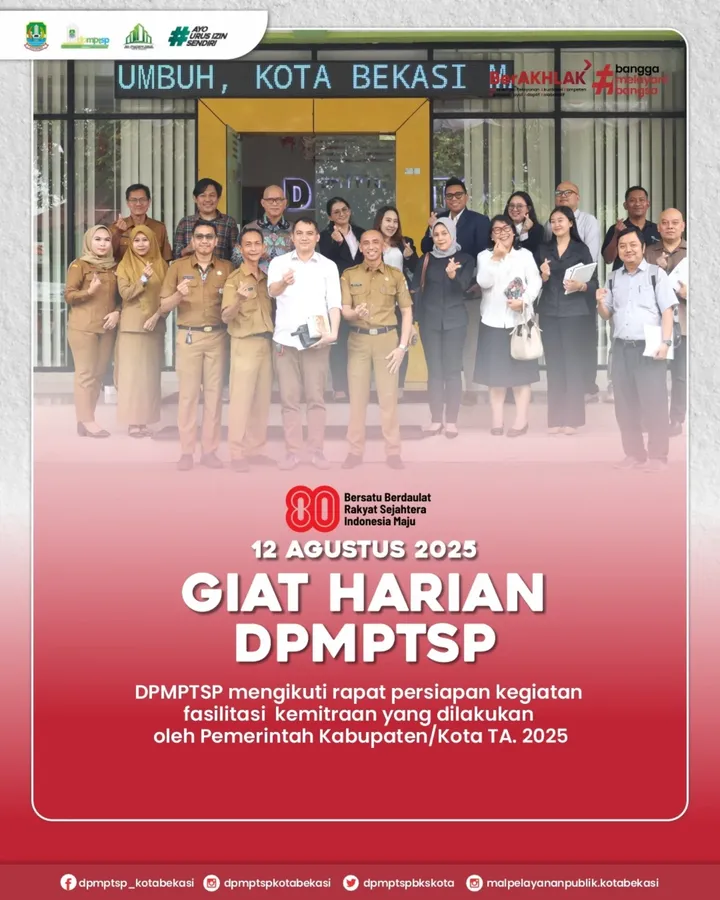 mptsp
# AYO
URUS IZIN
SENDIRI
UMBUH, KOTA BEKASI M
BerAKHLAK
# bangga
melayani
bangsa
80
Bersatu Berdaulat
Rakyat Sejahtera
Indonesia Maju
12 AGUSTUS 2025
GIAT HARIAN
DPMPTSP
DPMPTSP mengikuti rapat persiapan kegiatan
fasilitasi kemitraan yang dilakukan
oleh Pemerintah Kabupaten/Kota TA. 2025
dpmptsp_kotabekasi
dpmptspkotabekasi
dpmptspbkskota
malpelayananpublik.kotabekasi